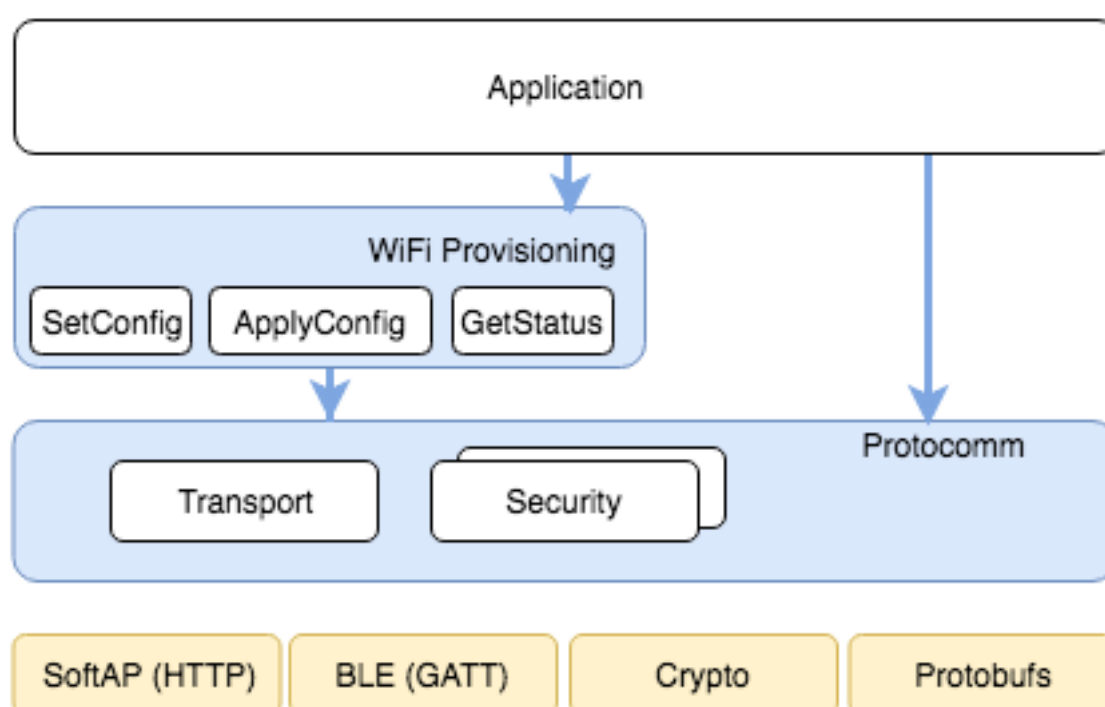 Application
WiFi Provisioning
SetConfig ApplyConfig GetStatus
Protocomm
Transport Security
SoftAP (HTTP) BLE (GATT) Crypto Protobufs